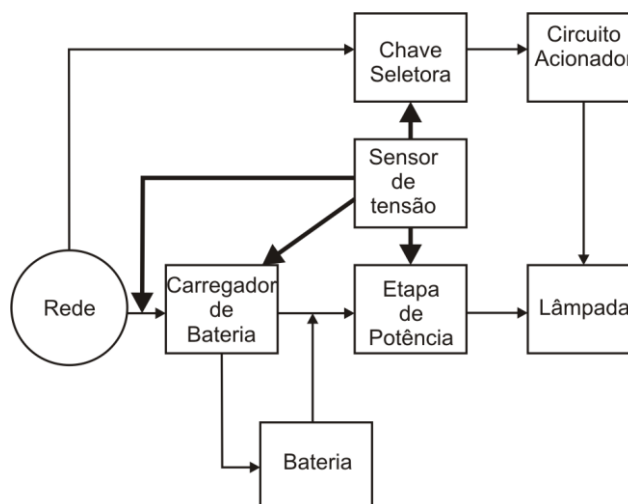 Chave
Seletora
Circuito
Acionador
Sensor
de
tensão
Rede
Carregador
de
Bateria
Etapa
de
Potência
Lâmpada
Bateria